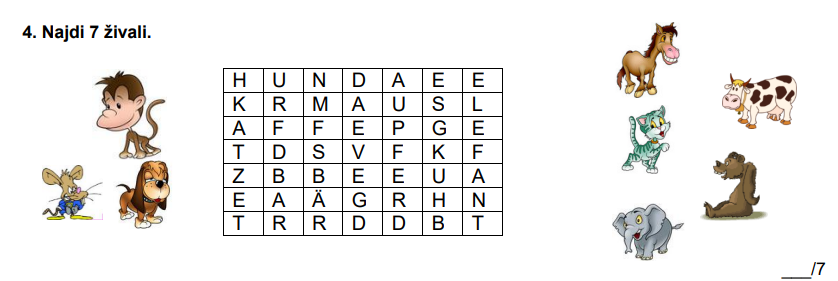 4. Najdi 7 živali.
H U N D A E E
K R M A U S L
A F F E P G E
T D S V F K F
Z B B E E U A
E A Ä G R H N
T R R D D B T
___/7